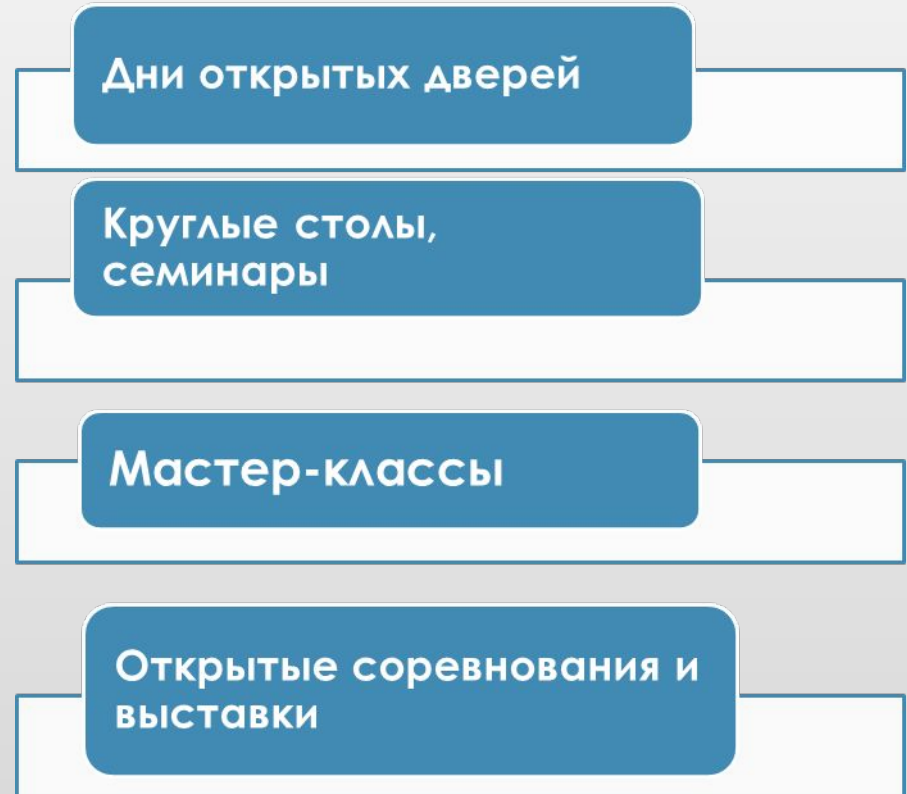 Дни открытых дверей
Круглые столы,
семинары
Мастер-классы
Открытые соревнования и
выставки